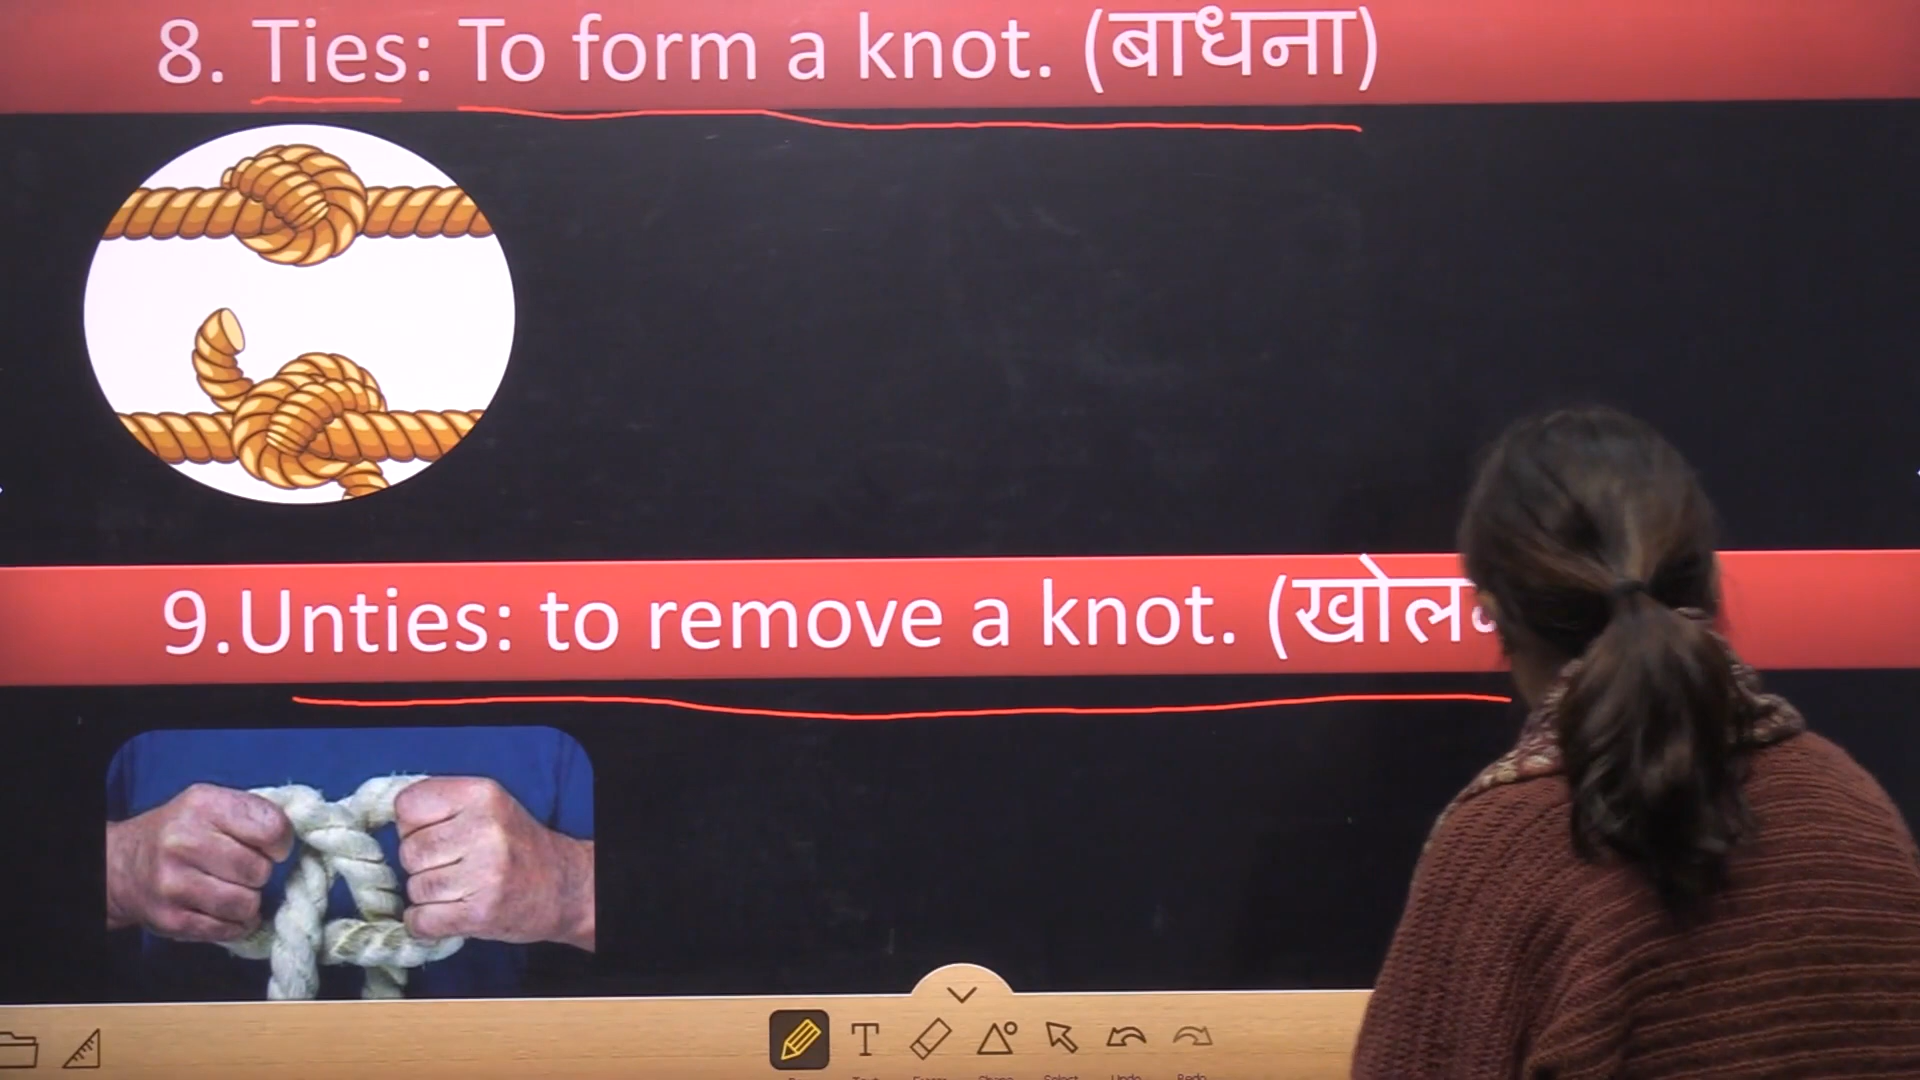 8. Ties: To form a knot. (बाधना)
9.Unties: to remove a knot.